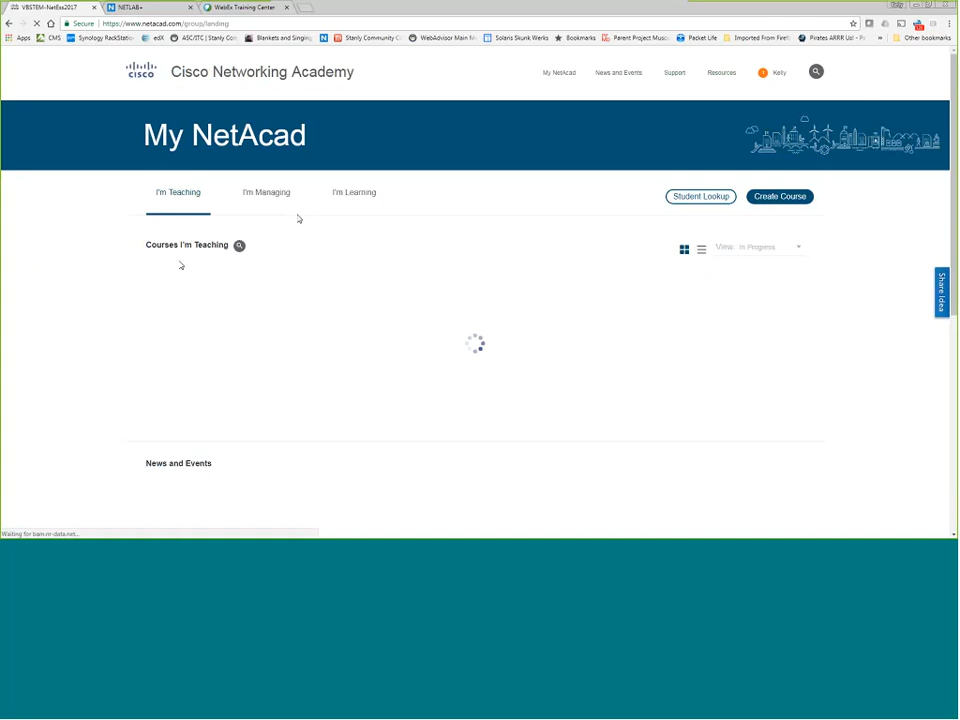 VBSTEM-NetEss2017
NETLAB+
WebEx Training Center
Secure https://www.netacad.com/group/landing
Apps CMS Synology RackStatio edX ASC/ITC | Stanly Com Blankets and Singing Stanly Community C WebAdvisor Main M Solaris Skunk Werks Bookmarks Parent Project Musc Packet Life Imported From Firef Pirates ARRR Us! - P » Other bookmarks
CISCO
Cisco Networking Academy
My NetAcad News and Events Support Resources Kelly
My NetAcad
I'm Teaching I'm Managing I'm Learning
Student Lookup Create Course
Courses I'm Teaching
View: In Progress
Share Idea
News and Events
Waiting for bam.nr-data.net...